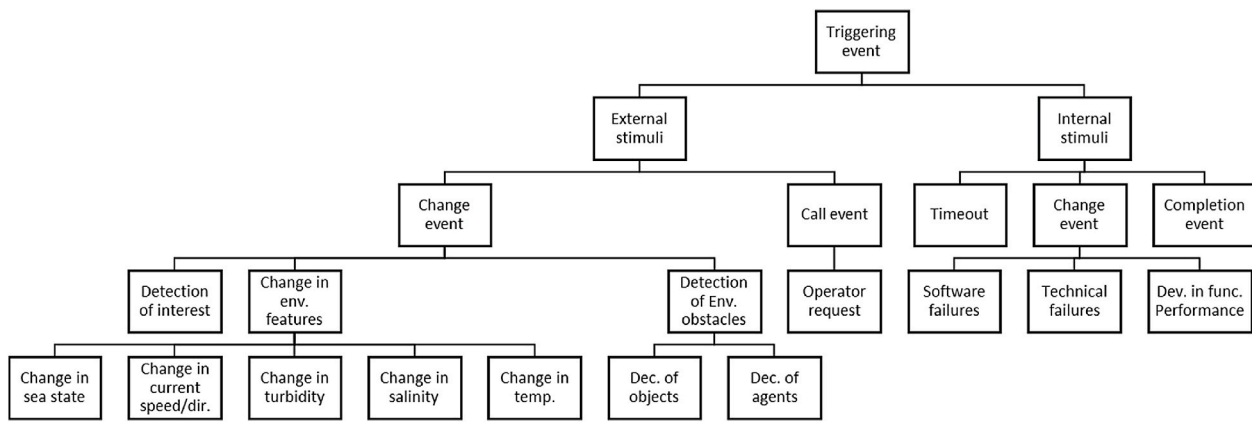 Triggering
event
External
stimuli
Internal
stimuli
Change
event
Call event
Timeout
Change
event
Completion
event
Detection
of interest
Change in
env.
features
Detection
of Env.
obstacles
Operator
request
Software
failures
Technical
failures
Dev. in func.
Performance
Change in
sea state
Change in
current
speed/dir.
Change in
turbidity
Change in
salinity
Change in
temp.
Dec. of
objects
Dec. of
agents